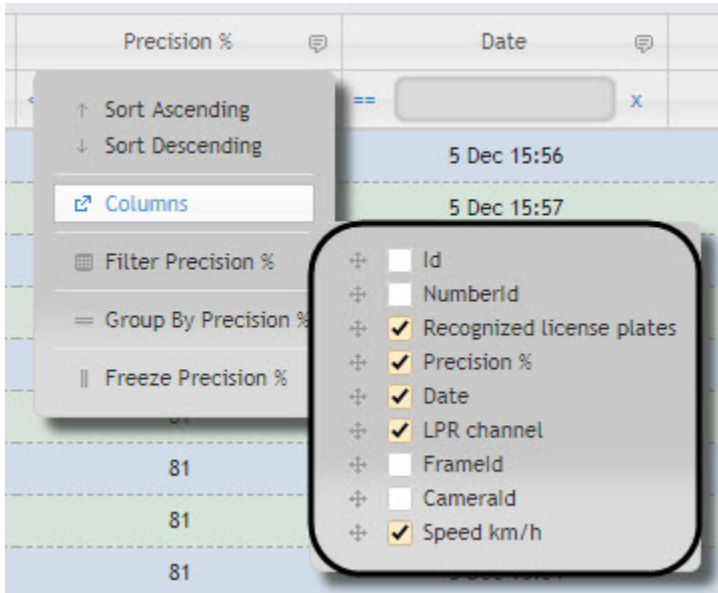 Precision %
Date
Sort Ascending
Sort Descending
Columns
Filter Precision %
Group By Precision %
Freeze Precision %
==
x
5 Dec 15:56
5 Dec 15:57
Id
NumberId
Recognized license plates
Precision %
Date
LPR channel
FrameId
CameraId
Speed km/h
81
81
81